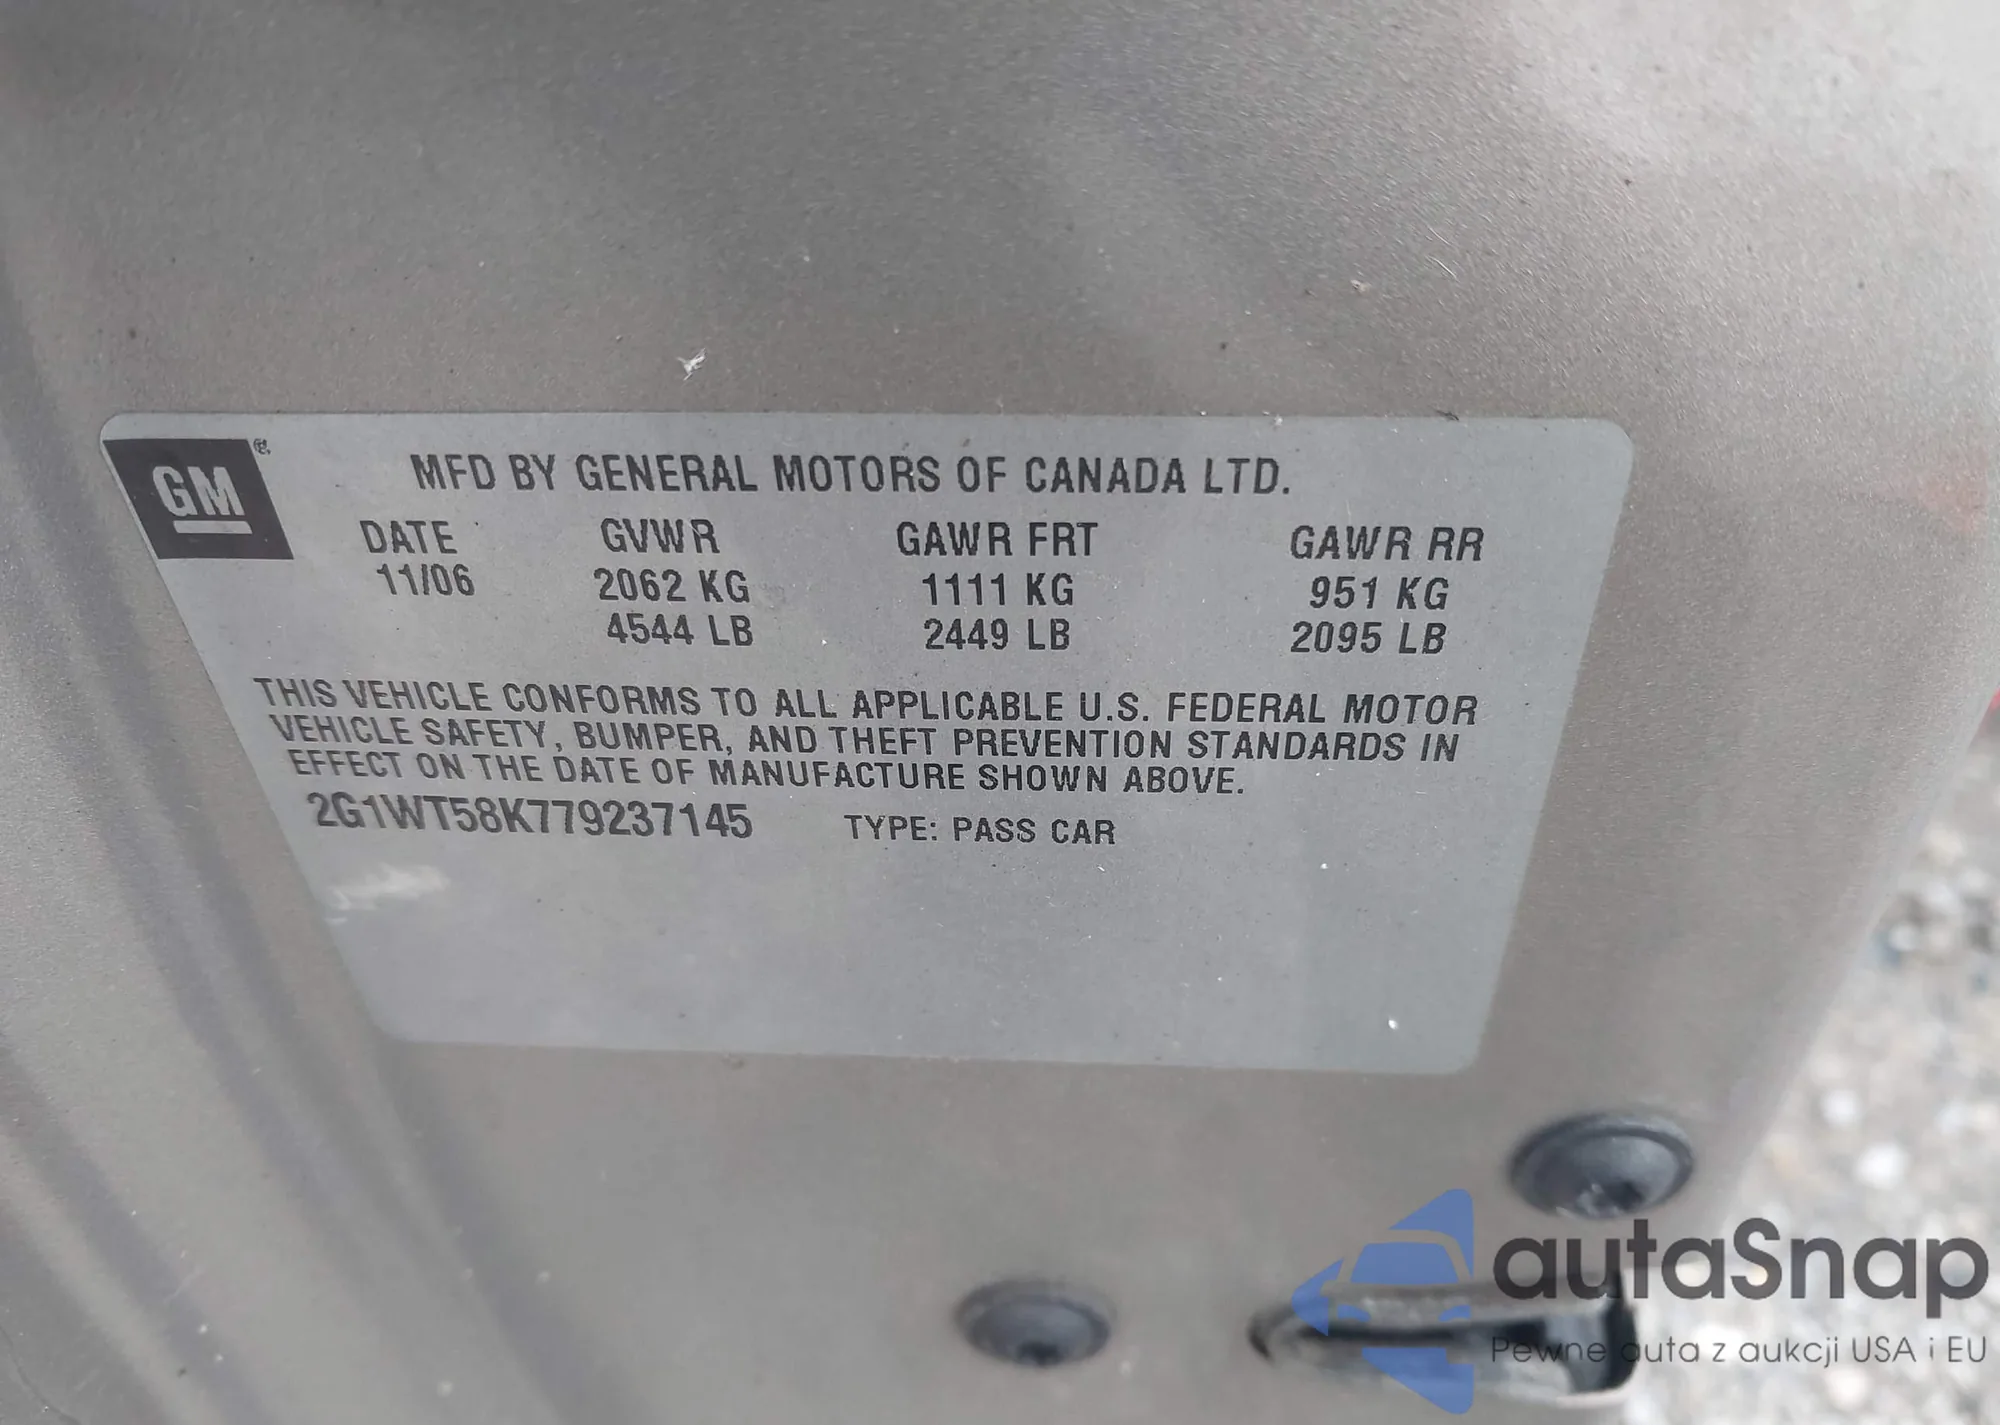 GM ®
MFD BY GENERAL MOTORS OF CANADA LTD.
DATE GVWR GAWR FRT GAWR RR
11/06 2062 KG 1111 KG 951 KG
4544 LB 2449 LB 2095 LB
THIS VEHICLE CONFORMS TO ALL APPLICABLE U.S. FEDERAL MOTOR
VEHICLE SAFETY, BUMPER, AND THEFT PREVENTION STANDARDS IN
EFFECT ON THE DATE OF MANUFACTURE SHOWN ABOVE.
2G1WT58K779237145 TYPE: PASS CAR
autaSnap
Pewne auta z aukcji USA i EU